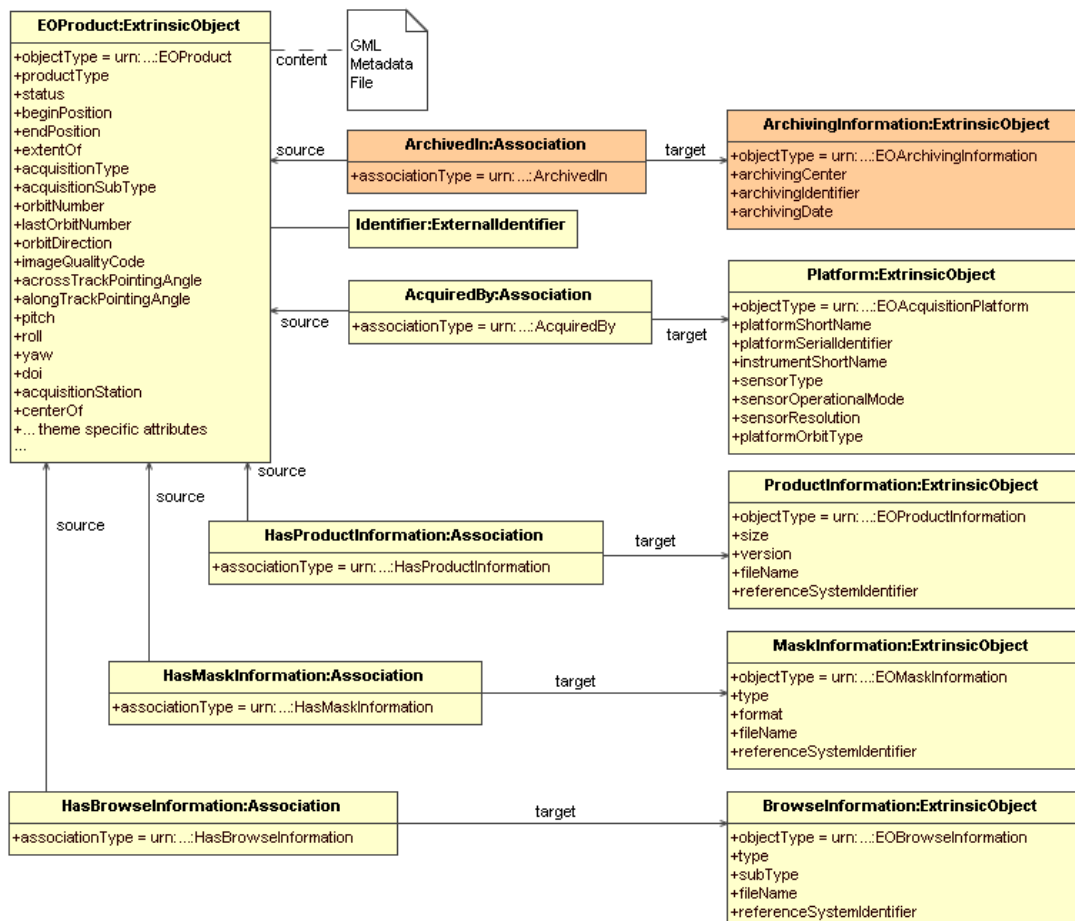 EOProduct:ExtrinsicObject
+objectType = urn:...:EOProduct
+productType
+status
+beginPosition
+endPosition
+extentOf
+acquisitionType
+acquisitionSubType
+orbitNumber
+lastOrbitNumber
+orbitDirection
+imageQualityCode
+acrossTrackPointingAngle
+alongTrackPointingAngle
+pitch
+roll
+yaw
+doi
+acquisitionStation
+centerOf
+... theme specific attributes
...
content
GML
Metadata
File
source
ArchivedIn:Association
+associationType = urn:...:ArchivedIn
target
ArchivingInformation:ExtrinsicObject
+objectType = urn:...:EOArchivingInformation
+archivingCenter
+archivingIdentifier
+archivingDate
Identifier:ExternalIdentifier
source
AcquiredBy:Association
+associationType = urn:...:AcquiredBy
target
Platform:ExtrinsicObject
+objectType = urn:...:EOAcquisitionPlatform
+platformShortName
+platformSerialIdentifier
+instrumentShortName
+sensorType
+sensorOperationalMode
+sensorResolution
+platformOrbitType
source
HasProductInformation:Association
+associationType = urn:...:HasProductInformation
target
ProductInformation:ExtrinsicObject
+objectType = urn:...:EOProductInformation
+size
+version
+fileName
+referenceSystemIdentifier
source
HasMaskInformation:Association
+associationType = urn:...:HasMaskInformation
target
MaskInformation:ExtrinsicObject
+objectType = urn:...:EOMaskInformation
+type
+format
+fileName
+referenceSystemIdentifier
source
HasBrowseInformation:Association
+associationType = urn:...:HasBrowseInformation
target
BrowseInformation:ExtrinsicObject
+objectType = urn:...:EOBrowseInformation
+type
+subType
+fileName
+referenceSystemIdentifier